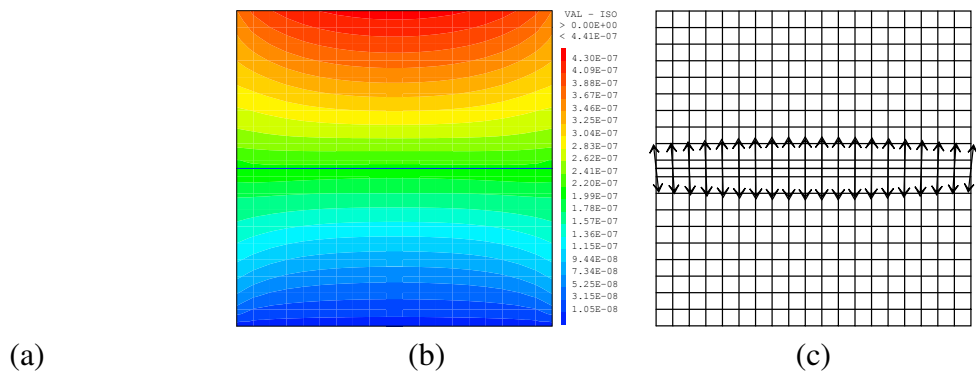 VAL - ISO
> 0.00E+00
< 4.41E-07
4.30E-07
4.09E-07
3.88E-07
3.67E-07
3.46E-07
3.25E-07
3.04E-07
2.83E-07
2.62E-07
2.41E-07
2.20E-07
1.99E-07
1.78E-07
1.57E-07
1.36E-07
1.15E-07
9.44E-08
7.34E-08
5.25E-08
3.15E-08
1.05E-08
(a) (b) (c)